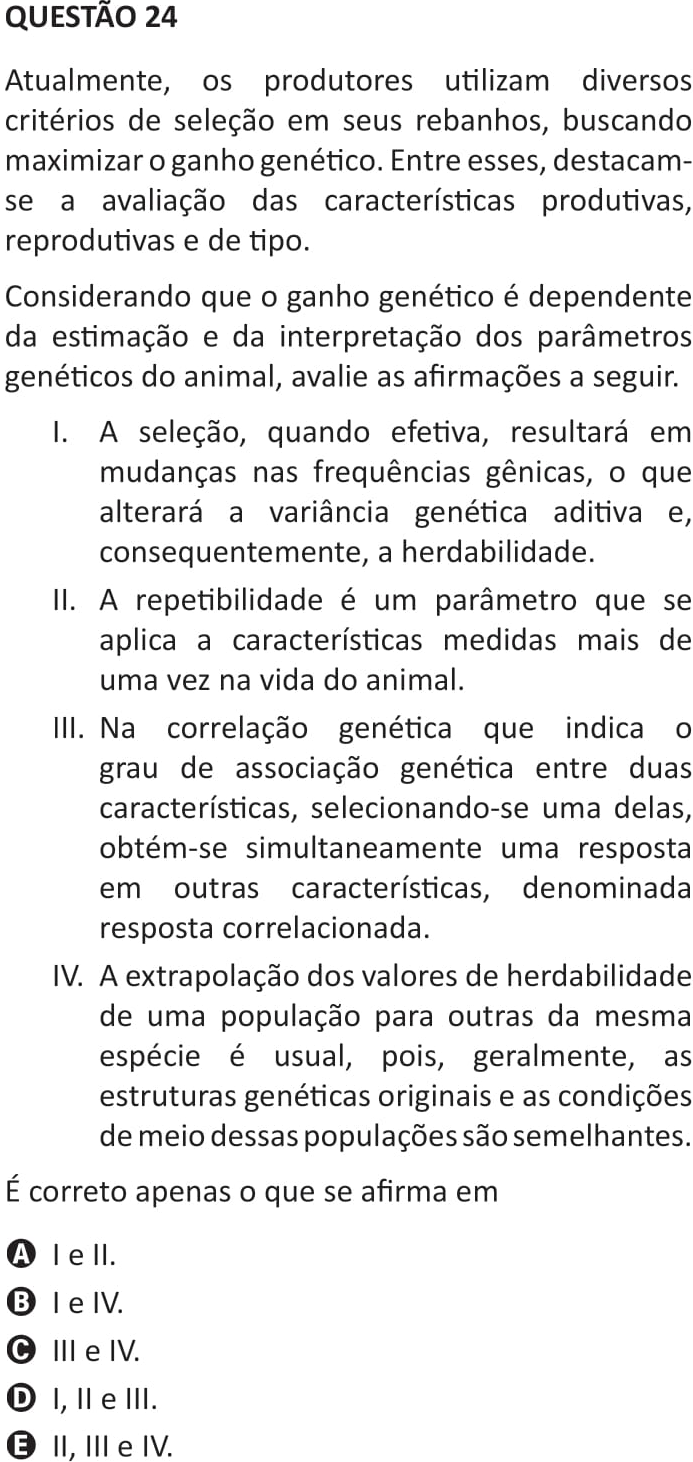 QUESTÃO 24
Atualmente, os produtores utilizam diversos
critérios de seleção em seus rebanhos, buscando
maximizar o ganho genético. Entre esses, destacam-
se a avaliação das características produtivas,
reprodutivas e de tipo.
Considerando que o ganho genético é dependente
da estimação e da interpretação dos parâmetros
genéticos do animal, avalie as afirmações a seguir.
I. A seleção, quando efetiva, resultará em
mudanças nas frequências gênicas, o que
alterará a variância genética aditiva e,
consequentemente, a herdabilidade.
II. A repetibilidade é um parâmetro que se
aplica a características medidas mais de
uma vez na vida do animal.
III. Na correlação genética que indica o
grau de associação genética entre duas
características, selecionando-se uma delas,
obtém-se simultaneamente uma resposta
em outras características, denominada
resposta correlacionada.
IV. A extrapolação dos valores de herdabilidade
de uma população para outras da mesma
espécie é usual, pois, geralmente, as
estruturas genéticas originais e as condições
de meio dessas populações são semelhantes.
É correto apenas o que se afirma em
A I e II.
B I e IV.
C III e IV.
D I, II e III.
E II, III e IV.